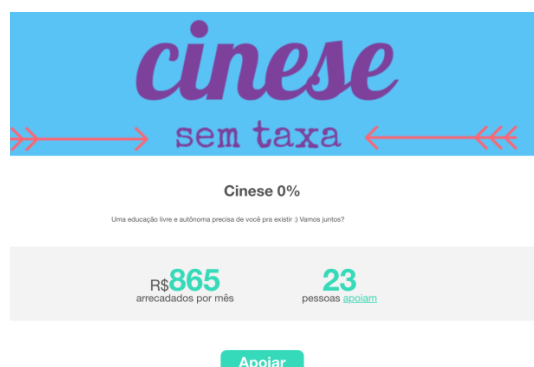 cinese
sem taxa
Cinese 0%
Uma educação livre e autônoma precisa de você pra existir :) Vamos juntos?
R$865
arrecadados por mês
23
pessoas apoiam
Apoiar